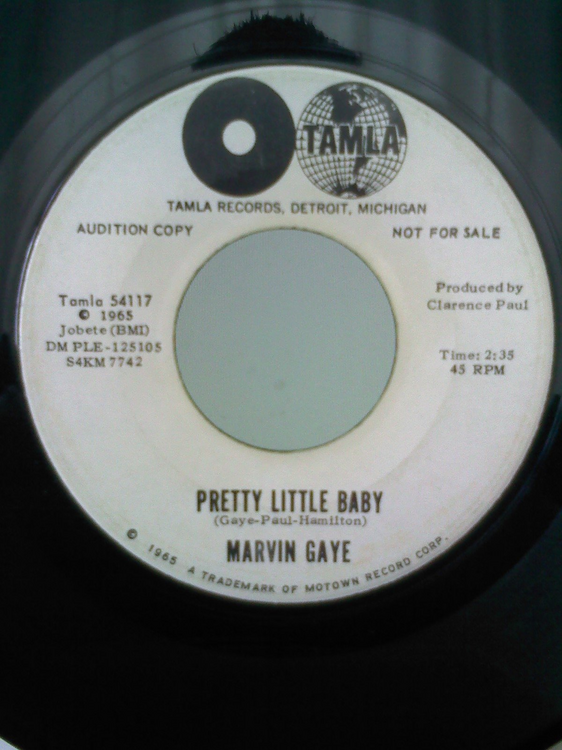 TAMLA
TAMLA RECORDS, DETROIT, MICHIGAN
AUDITION COPY
NOT FOR SALE
Tamla 54117
© 1965
Jobete (BMI)
DM PLE-125105
S4KM 7742
Produced by
Clarence Paul
Time: 2:35
45 RPM
PRETTY LITTLE BABY
(Gaye-Paul-Hamilton)
MARVIN GAYE
© 1965 A TRADEMARK OF MOTOWN RECORD CORP.